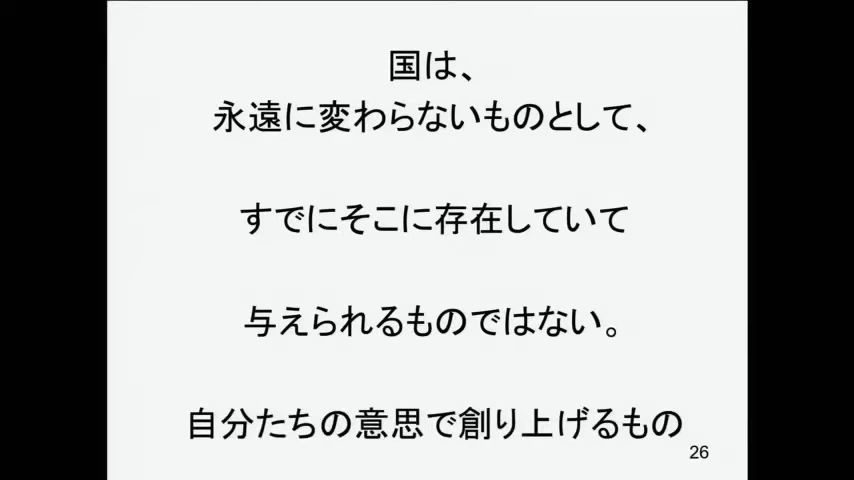 国は、
永遠に変わらないものとして、
すでにそこに存在していて
与えられるものではない。
自分たちの意思で創り上げるもの
26